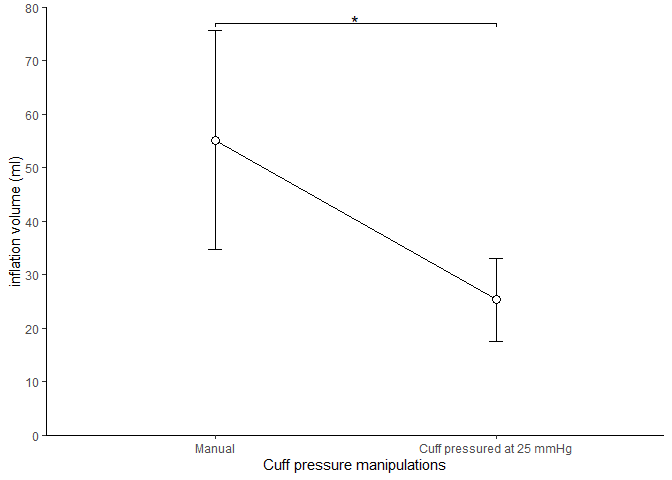 80
70
60
50
40
30
20
10
0
inflation volume (ml)
*
Manual
Cuff pressured at 25 mmHg
Cuff pressure manipulations